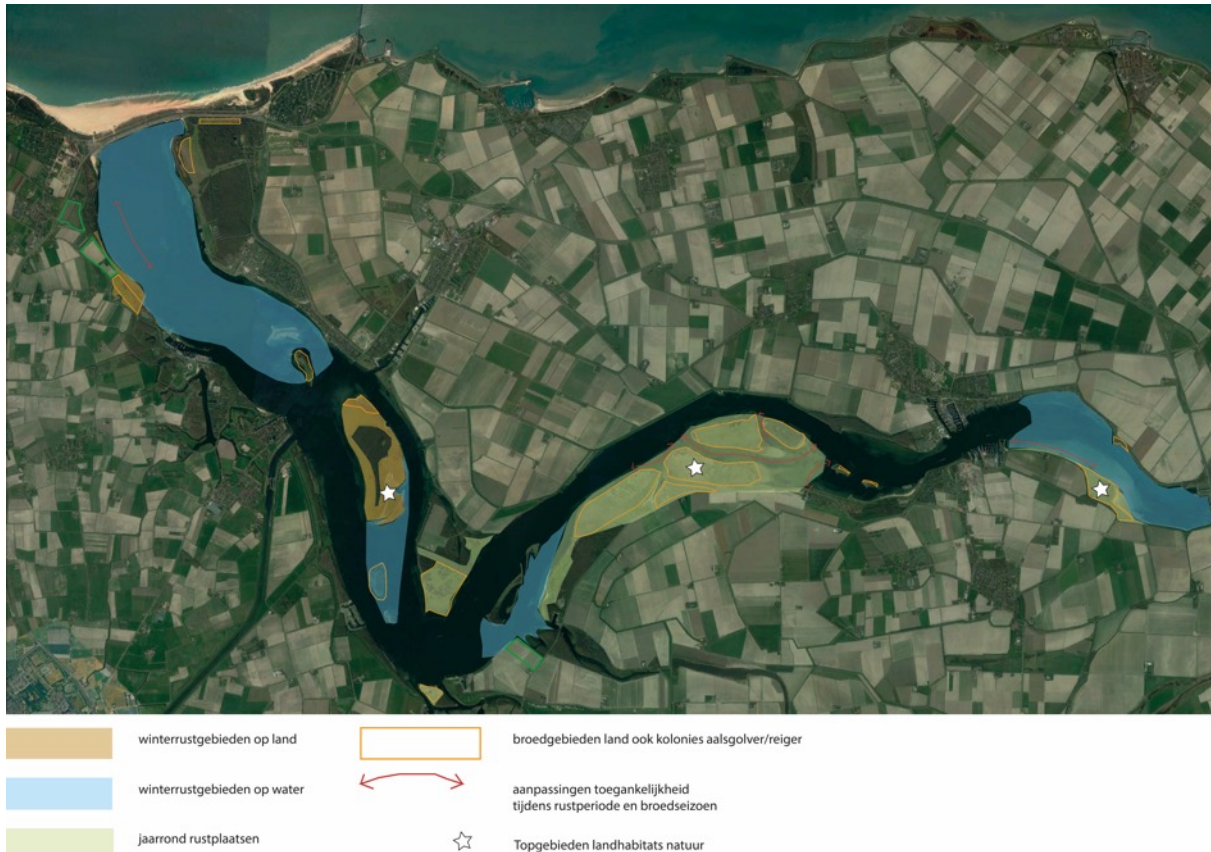 winterrustgebieden op land
winterrustgebieden op water
jaarrond rustplaatsen
broedgebieden land ook kolonies aalsgolver/reiger
aanpassingen toegankelijkheid
tijdens rustperiode en broedseizoen
Topgebieden landhabitats natuur